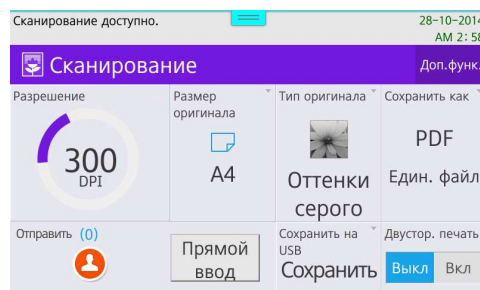 Сканирование доступно.
28-10-2014
AM 2:58
Сканирование
Доп.функ.
Разрешение
300
DPI
Размер
оригинала
A4
Тип оригинала
Оттенки
серого
Сохранить как
PDF
Един. файл
Отправить (0)
Прямой
ввод
Сохранить на
USB
Сохранить
Двустор. печать
Выкл Вкл